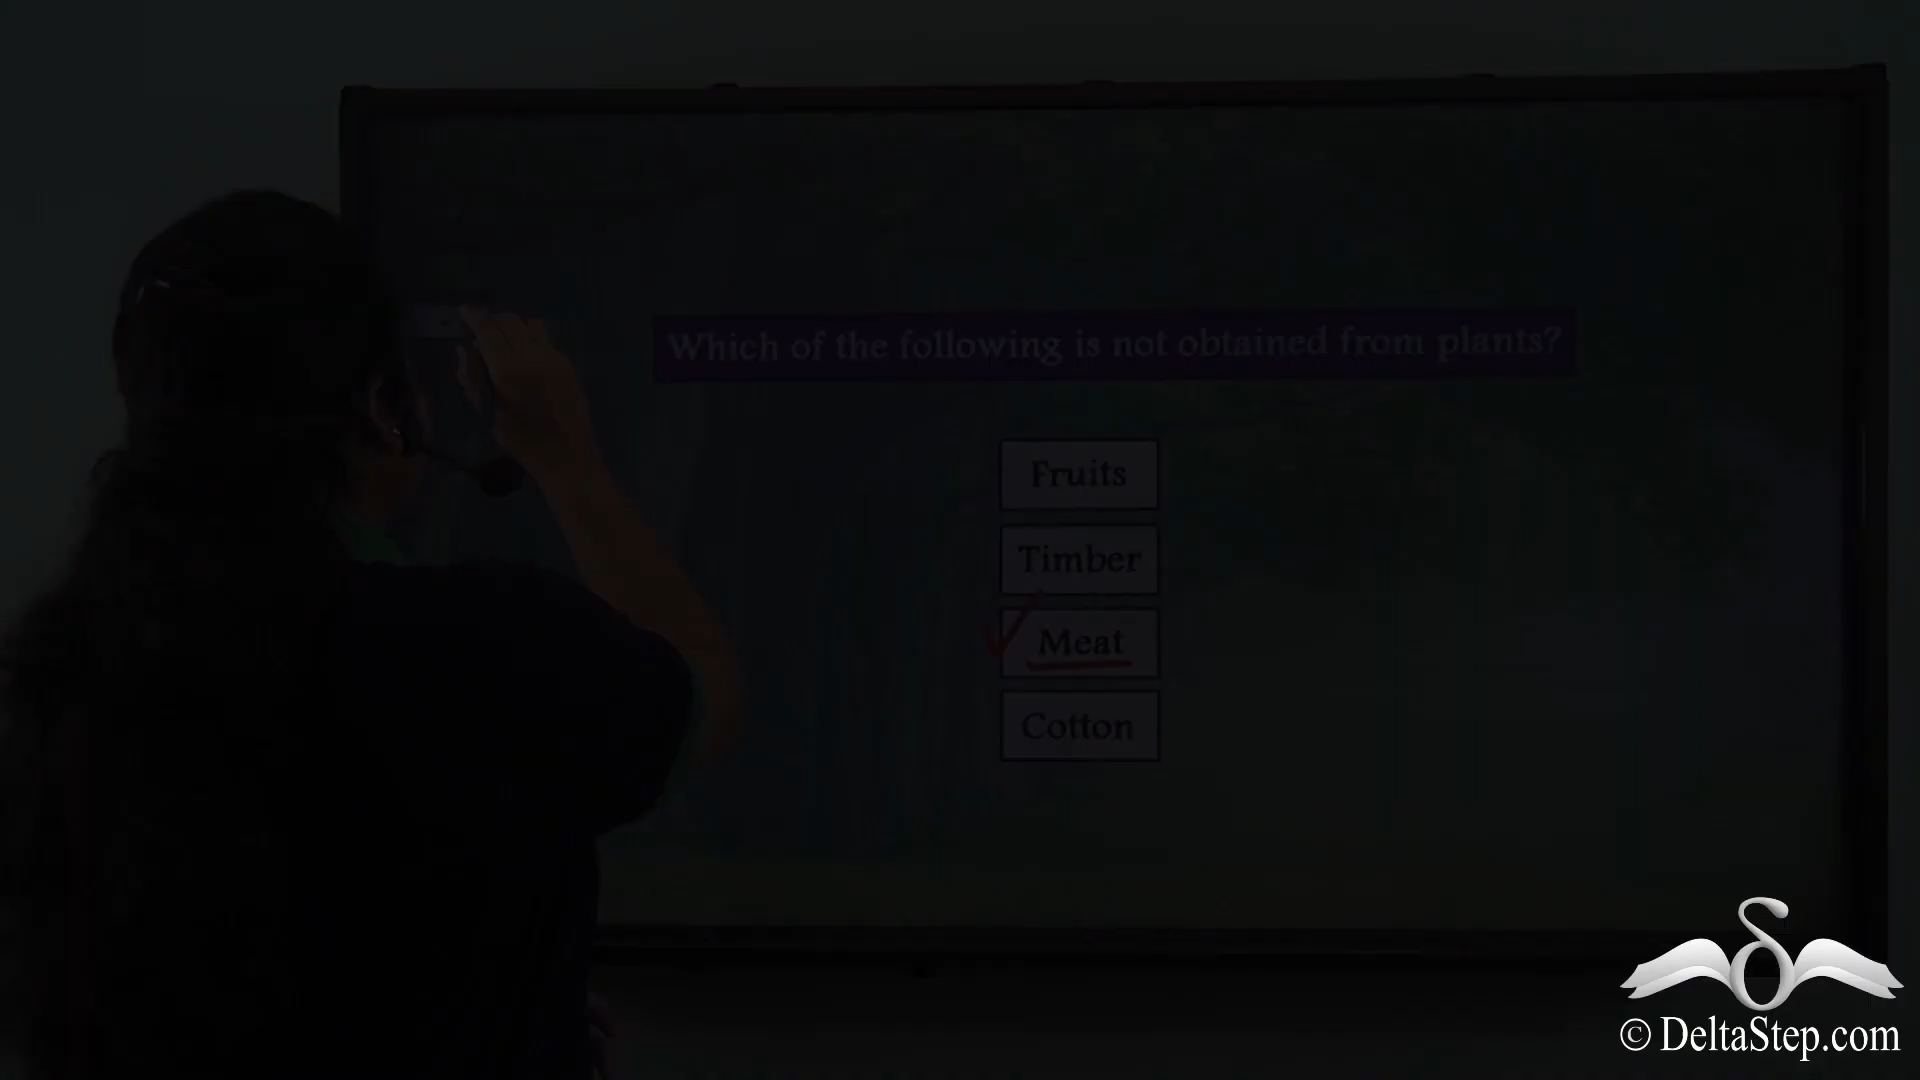 Which of the following is not obtained from plants?
Fruits
Timber
Meat
Cotton
© DeltaStep.com